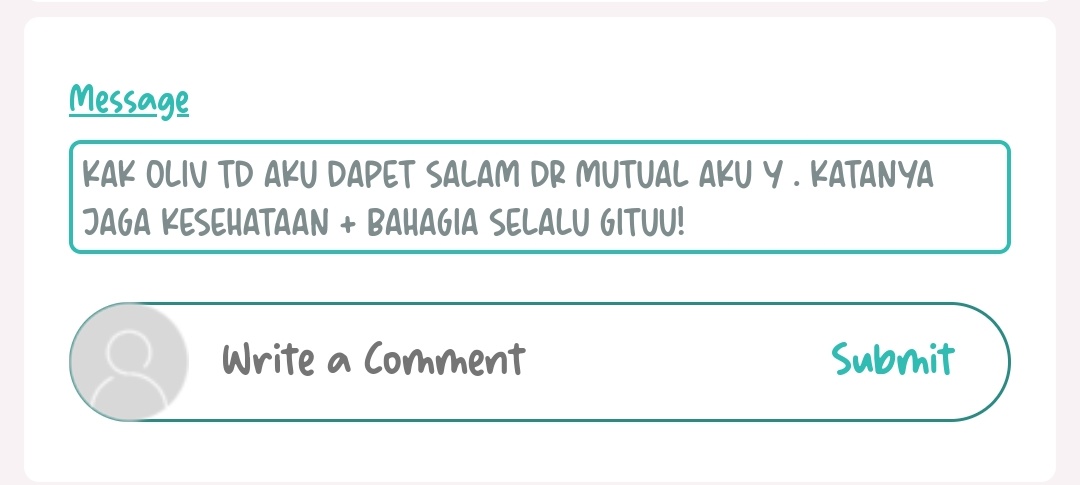 Message
KAK OLIV TD AKU DAPET SALAM DR MUTUAL AKU Y . KATANYA
JAGA KESEHATAAN + BAHAGIA SELALU GITUU!
Write a Comment
Submit